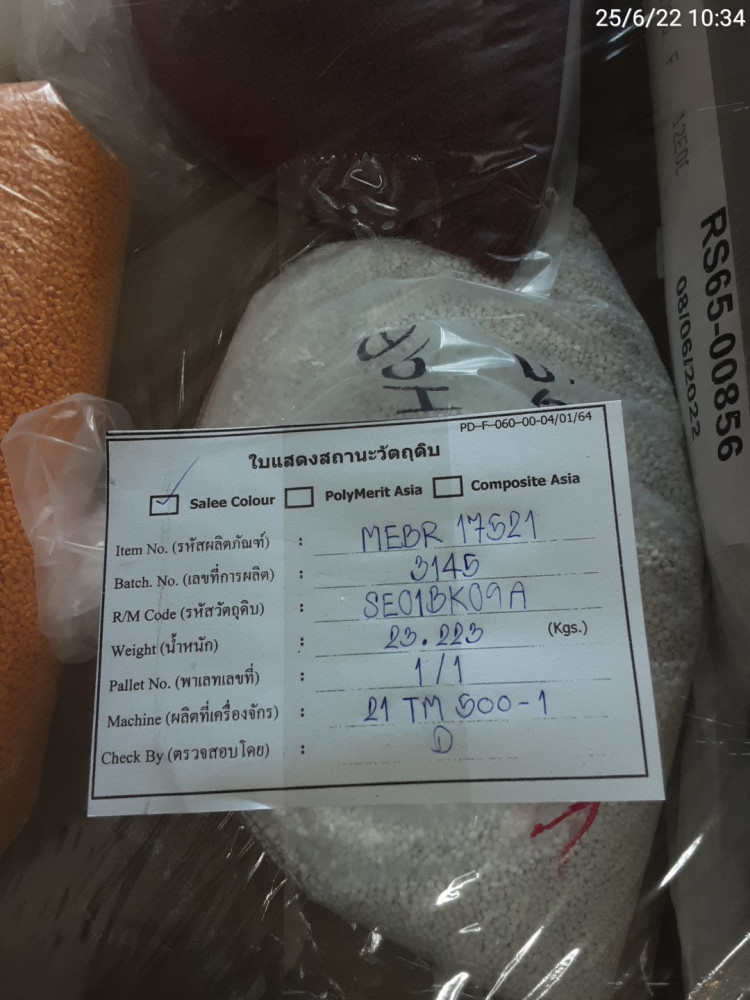 25/6/22 10:34
RS65-00856
08/06/2022
PD-F-060-00-04/01/64
ใบแสดงสถานะวัตถุดิบ
Salee Colour PolyMerit Asia Composite Asia
Item No. (รหัสผลิตภัณฑ์) : MEBR 17521
Batch. No. (เลขที่การผลิต) : 3145
R/M Code (รหัสวัตถุดิบ) : SE01BK09A
Weight (น้ำหนัก) : 23.223 (Kgs.)
Pallet No. (พาเลทเลขที่) : 1/1
Machine (ผลิตที่เครื่องจักร) : 21 TM 500-1
Check By (ตรวจสอบโดย) : D